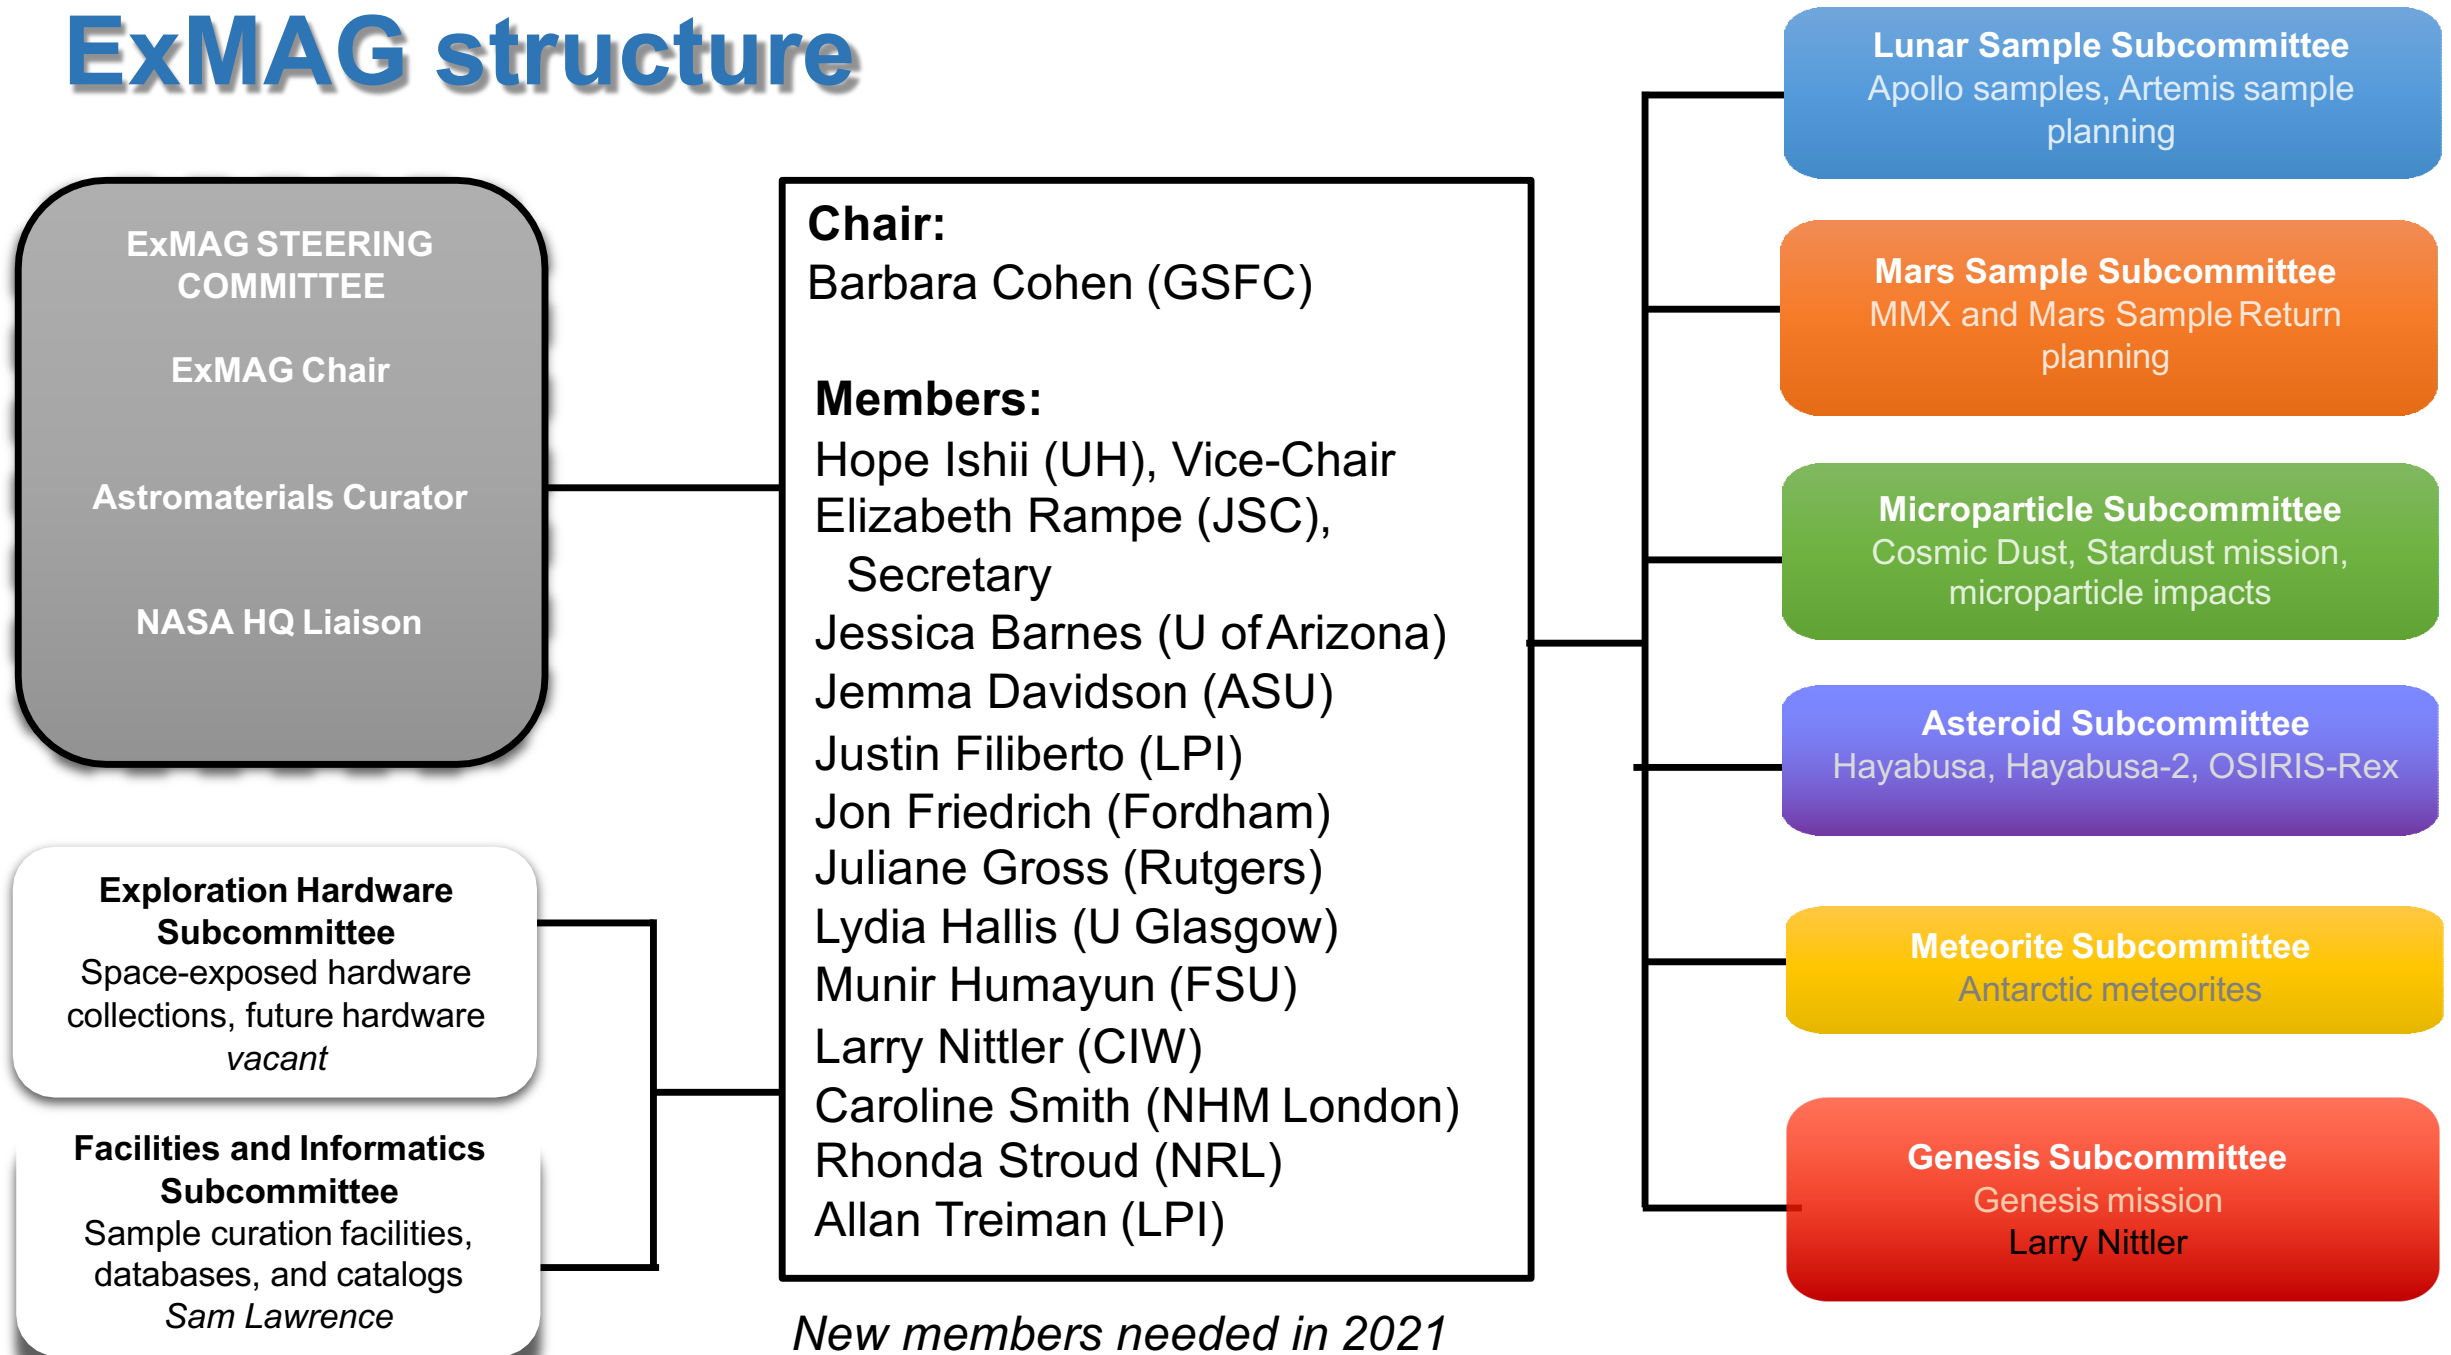 ExMAG structure
ExMAG STEERING
COMMITTEE
ExMAG Chair
Astromaterials Curator
NASA HQ Liaison
Exploration Hardware
Subcommittee
Space-exposed hardware
collections, future hardware
vacant
Facilities and Informatics
Subcommittee
Sample curation facilities,
databases, and catalogs
Sam Lawrence
Chair:
Barbara Cohen (GSFC)
Members:
Hope Ishii (UH), Vice-Chair
Elizabeth Rampe (JSC),
Secretary
Jessica Barnes (U of Arizona)
Jemma Davidson (ASU)
Justin Filiberto (LPI)
Jon Friedrich (Fordham)
Juliane Gross (Rutgers)
Lydia Hallis (U Glasgow)
Munir Humayun (FSU)
Larry Nittler (CIW)
Caroline Smith (NHM London)
Rhonda Stroud (NRL)
Allan Treiman (LPI)
New members needed in 2021
Lunar Sample Subcommittee
Apollo samples, Artemis sample
planning
Mars Sample Subcommittee
MMX and Mars Sample Return
planning
Microparticle Subcommittee
Cosmic Dust, Stardust mission,
microparticle impacts
Asteroid Subcommittee
Hayabusa, Hayabusa-2, OSIRIS-Rex
Meteorite Subcommittee
Antarctic meteorites
Genesis Subcommittee
Genesis mission
Larry Nittler